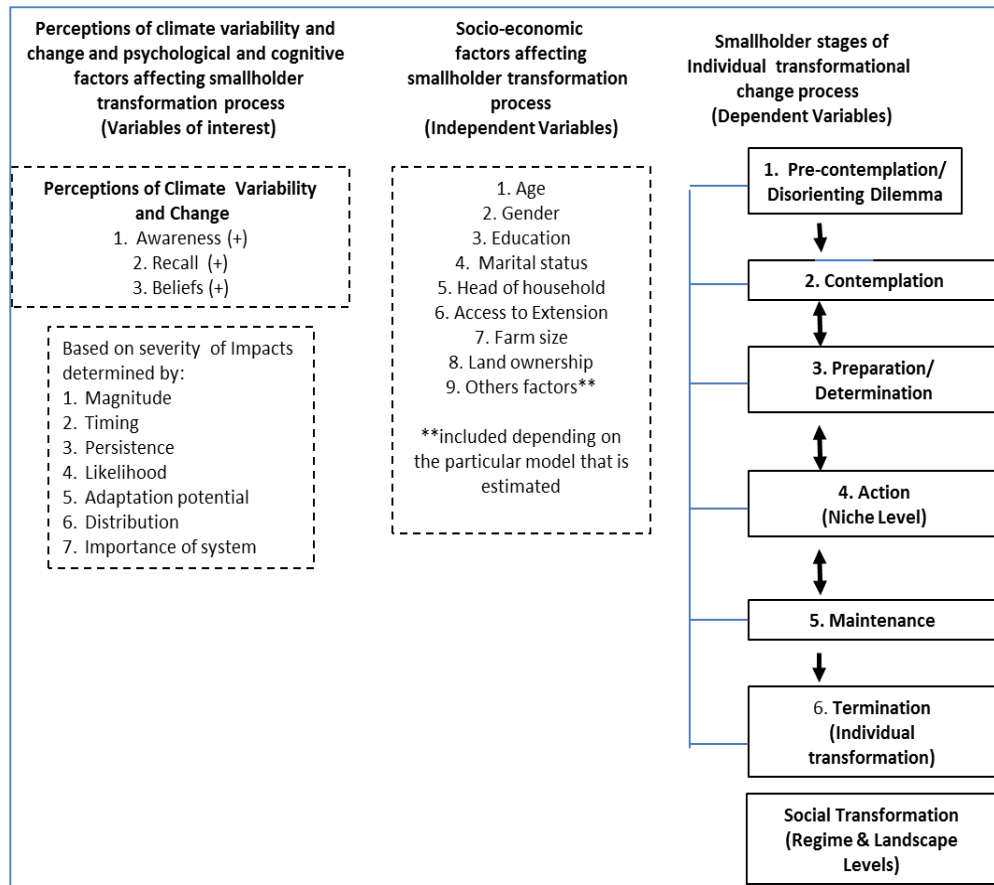 Perceptions of climate variability and
change and psychological and cognitive
factors affecting smallholder
transformation process
(Variables of interest)
Perceptions of Climate Variability
and Change
1. Awareness (+)
2. Recall (+)
3. Beliefs (+)
Based on severity of Impacts
determined by:
1. Magnitude
2. Timing
3. Persistence
4. Likelihood
5. Adaptation potential
6. Distribution
7. Importance of system
Socio-economic
factors affecting
smallholder transformation
process
(Independent Variables)
1. Age
2. Gender
3. Education
4. Marital status
5. Head of household
6. Access to Extension
7. Farm size
8. Land ownership
9. Others factors**
**included depending on
the particular model that is
estimated
Smallholder stages of
Individual transformational
change process
(Dependent Variables)
1. Pre-contemplation/
Disorienting Dilemma
2. Contemplation
3. Preparation/
Determination
4. Action
(Niche Level)
5. Maintenance
6. Termination
(Individual
transformation)
Social Transformation
(Regime & Landscape
Levels)